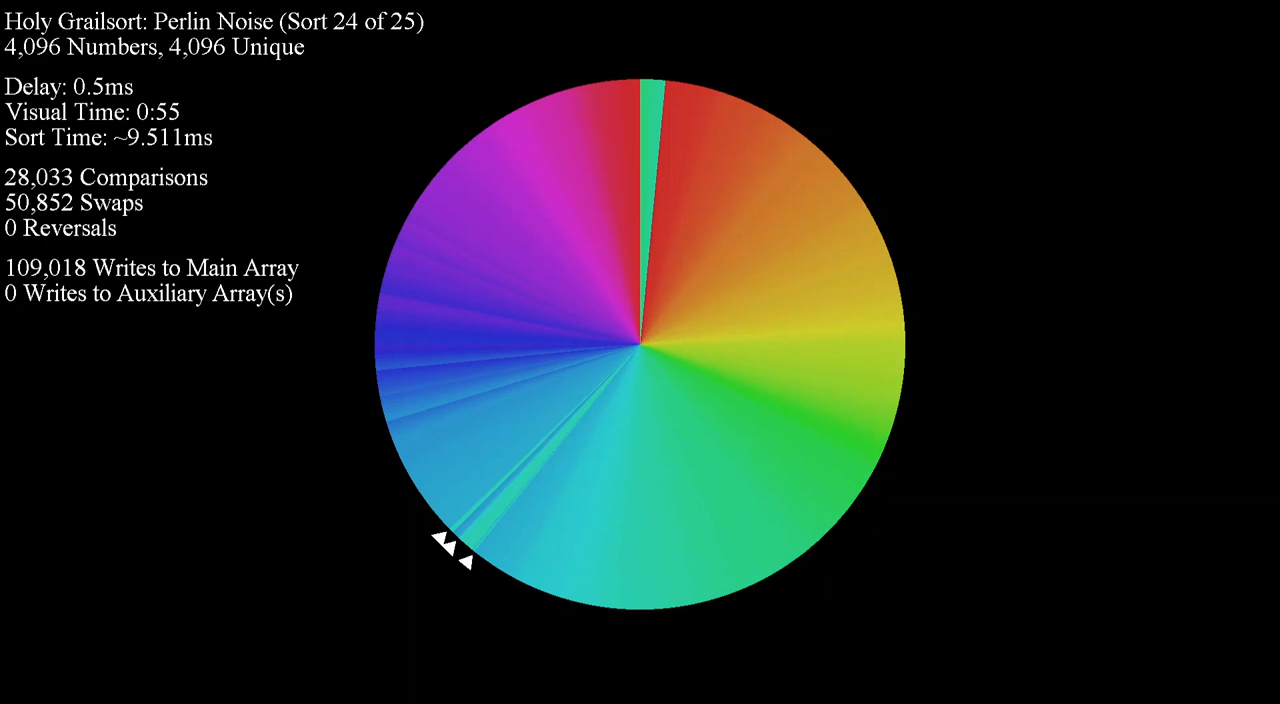 Holy Grailsort: Perlin Noise (Sort 24 of 25)
4,096 Numbers, 4,096 Unique
Delay: 0.5ms
Visual Time: 0:55
Sort Time: ~9.511ms
28,033 Comparisons
50,852 Swaps
0 Reversals
109,018 Writes to Main Array
0 Writes to Auxiliary Array(s)